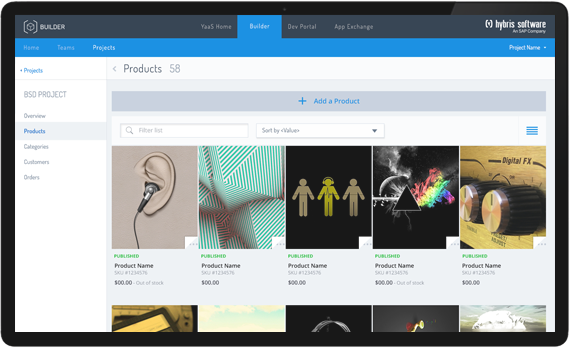 BUILDER
YaaS Home Builder Dev Portal App Exchange
(y) hybris software
An SAP Company
Home Teams Projects
Project Name
Projects
Products 58
BSD PROJECT
Overview
Products
Categories
Customers
Orders
Add a Product
Filter list
Sort by <Value>
Digital FX
PUBLISHED PUBLISHED PUBLISHED PUBLISHED PUBLISHED
Product Name Product Name Product Name Product Name Product Name
SKU #1234576 SKU #1234576 SKU #1234576 SKU #1234576 SKU #1234576
$00.00 - Out of stock $00.00 $00.00 $00.00 - Out of stock $00.00